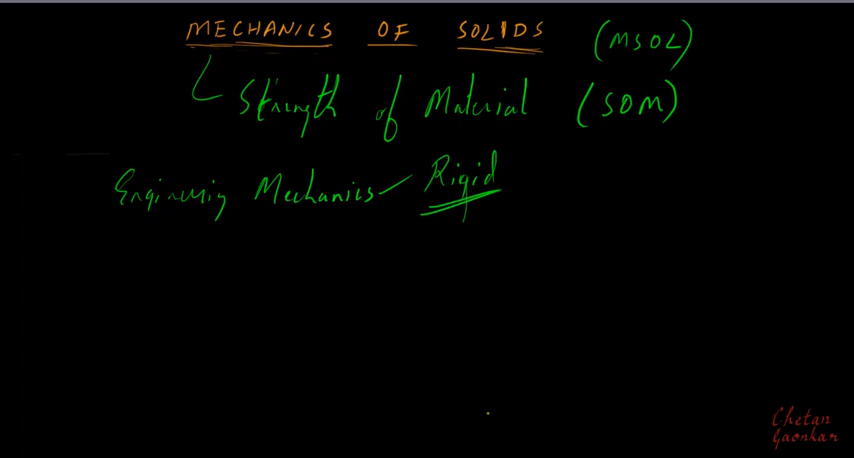 MECHANICS OF SOLIDS (MSOL)
Strength of Material (SOM)
Engineering Mechanics Rigid
Chetan
Gaonkar